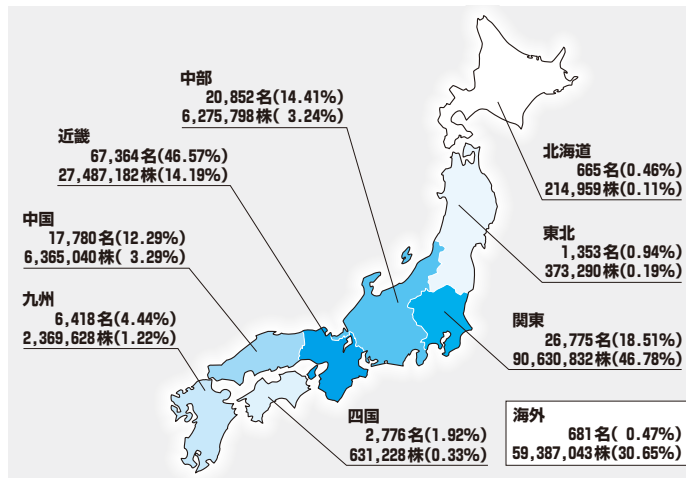 中部
20,852名(14.41%)
6,275,798株( 3.24%)
近畿
67,364名(46.57%)
27,487,182株(14.19%)
中国
17,780名(12.29%)
6,365,040株( 3.29%)
九州
6,418名(4.44%)
2,369,628株(1.22%)
北海道
665名(0.46%)
214,959株(0.11%)
東北
1,353名(0.94%)
373,290株(0.19%)
関東
26,775名(18.51%)
90,630,832株(46.78%)
四国
2,776名(1.92%)
631,228株(0.33%)
海外
681名( 0.47%)
59,387,043株(30.65%)